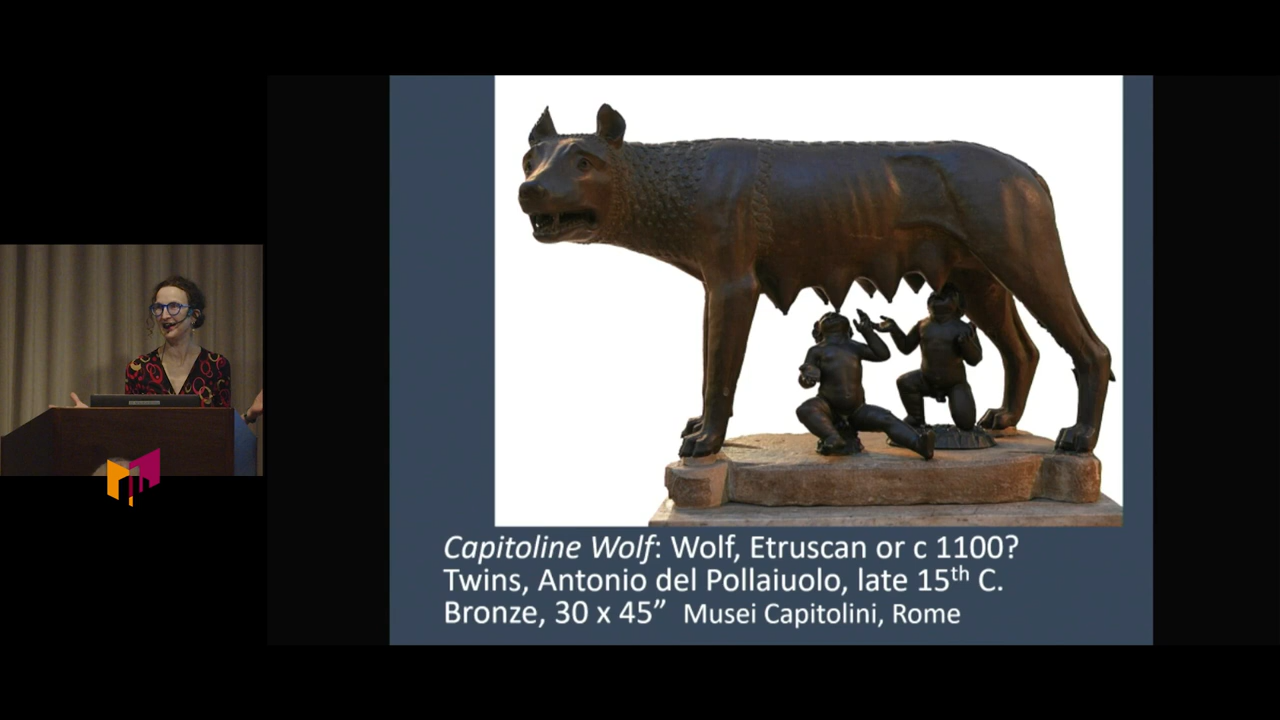 Capitoline Wolf: Wolf, Etruscan or c 1100?
Twins, Antonio del Pollaiuolo, late 15th C.
Bronze, 30 x 45” Musei Capitolini, Rome